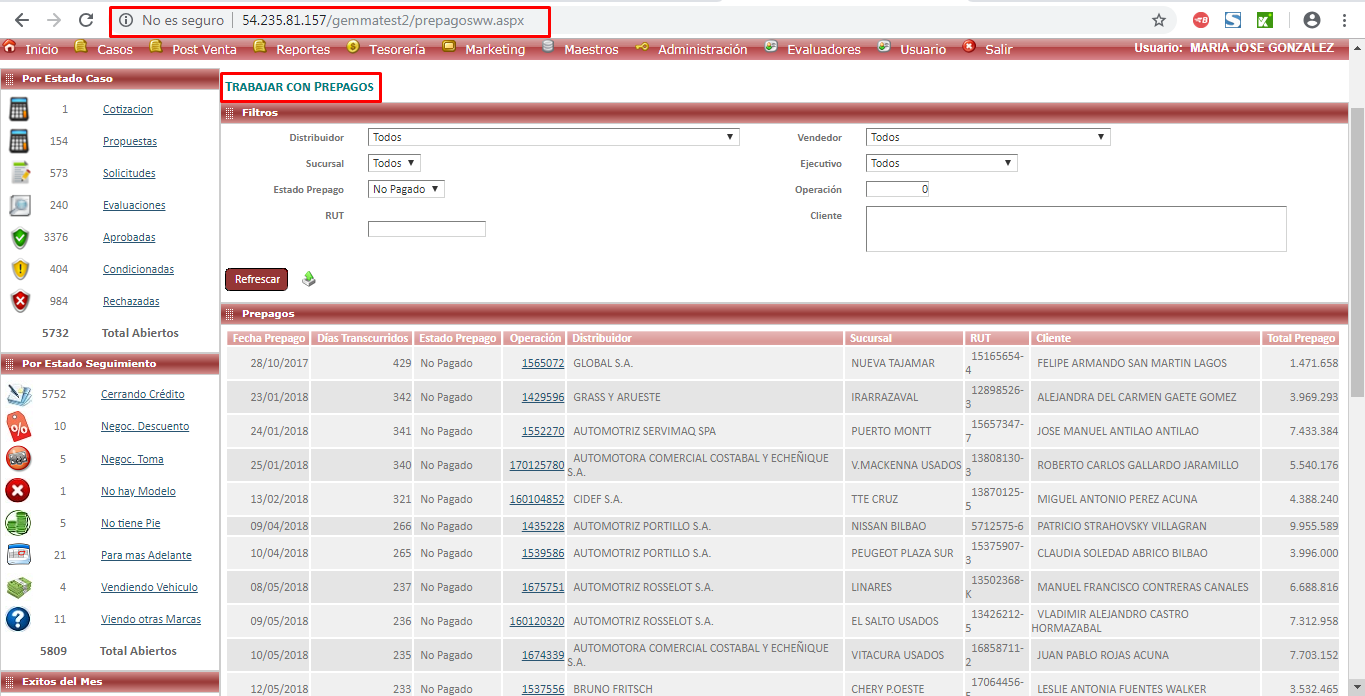 No es seguro | 54.235.81.157/gemmatest2/prepagosww.aspx
Inicio Casos Post Venta Reportes Tesorería Marketing Maestros Administración Evaluadores Usuario Salir Usuario: MARIA JOSE GONZALEZ
Por Estado Caso
1 Cotizacion
154 Propuestas
573 Solicitudes
240 Evaluaciones
3376 Aprobadas
404 Condicionadas
984 Rechazadas
5732 Total Abiertos
Por Estado Seguimiento
5752 Cerrando Crédito
10 Negoc. Descuento
5 Negoc. Toma
1 No hay Modelo
5 No tiene Pie
21 Para mas Adelante
4 Vendiendo Vehiculo
11 Viendo otras Marcas
5809 Total Abiertos
Exitos del Mes
TRABAJAR CON PREPAGOS
Filtros
Distribuidor Todos Vendedor Todos
Sucursal Todos Ejecutivo Todos
Estado Prepago No Pagado Operación 0
RUT Cliente
Refrescar
Prepagos
Fecha Prepago Días Transcurridos Estado Prepago Operación Distribuidor Sucursal RUT Cliente Total Prepago
28/10/2017 429 No Pagado 1565072 GLOBAL S.A. NUEVA TAJAMAR 15165654-4 FELIPE ARMANDO SAN MARTIN LAGOS 1.471.658
23/01/2018 342 No Pagado 1429596 GRASS Y ARUESTE IRARRAZAVAL 12898526-3 ALEJANDRA DEL CARMEN GAETE GOMEZ 3.969.293
24/01/2018 341 No Pagado 1552270 AUTOMOTRIZ SERVIMAQ SPA PUERTO MONTT 15657347-7 JOSE MANUEL ANTILAO ANTILAO 7.433.384
25/01/2018 340 No Pagado 170125780 AUTOMOTORA COMERCIAL COSTABAL Y ECHEÑIQUE S.A. V.MACKENNA USADOS 13808130-3 ROBERTO CARLOS GALLARDO JARAMILLO 5.540.176
13/02/2018 321 No Pagado 160104852 CIDEF S.A. TTE CRUZ 13870125-5 MIGUEL ANTONIO PEREZ ACUNA 4.388.240
09/04/2018 266 No Pagado 1435228 AUTOMOTRIZ PORTILLO S.A. NISSAN BILBAO 5712575-6 PATRICIO STRAHOVSKY VILLAGRAN 9.955.589
10/04/2018 265 No Pagado 1539586 AUTOMOTRIZ PORTILLO S.A. PEUGEOT PLAZA SUR 15375907-3 CLAUDIA SOLEDAD ABRICO BILBAO 3.996.000
08/05/2018 237 No Pagado 1675751 AUTOMOTRIZ ROSSELOT S.A. LINARES 13502368-K MANUEL FRANCISCO CONTRERAS CANALES 6.688.816
09/05/2018 236 No Pagado 160120320 AUTOMOTRIZ ROSSELOT S.A. EL SALTO USADOS 13426212-5 VLADIMIR ALEJANDRO CASTRO HORMAZABAL 7.312.958
10/05/2018 235 No Pagado 1674339 AUTOMOTORA COMERCIAL COSTABAL Y ECHEÑIQUE S.A. VITACURA USADOS 16858711-2 JUAN PABLO ROJAS ACUNA 7.703.152
12/05/2018 233 No Pagado 1537556 BRUNO FRITSCH CHERY P.OESTE 17064456-5 LESLIE ANTONIA FUENTES WALKER 3.532.465